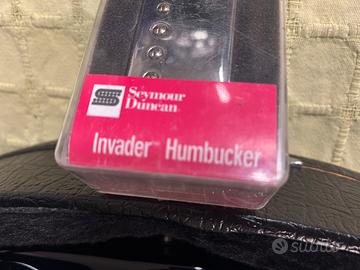 Seymour
Duncan
Invader™ Humbucker
subito